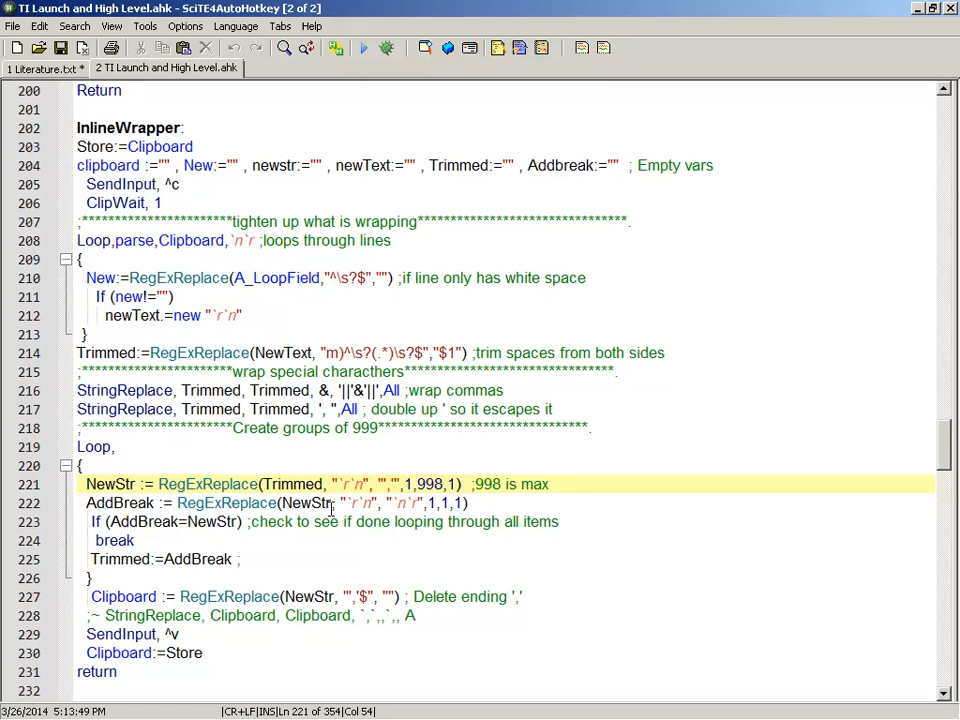 TI Launch and High Level.ahk - SciTE4AutoHotkey [2 of 2]
File Edit Search View Tools Options Language Tabs Help
1 Literature.txt * 2 TI Launch and High Level.ahk
200 Return
201
202 InlineWrapper:
203 Store:=Clipboard
204 clipboard :="" , New:="" , newstr:="" , newText:="" , Trimmed:="" , Addbreak:="" ; Empty vars
205 SendInput, ^c
206 ClipWait, 1
207 ;***********************tighten up what is wrapping********************************.
208 Loop,parse,Clipboard,`n`r ;loops through lines
209 {
210 New:=RegExReplace(A_LoopField,"^\s?$","") ;if line only has white space
211 If (new!="")
212 newText.=new "`r`n"
213 }
214 Trimmed:=RegExReplace(NewText, "m)^\s?(.*)\s?$","$1") ;trim spaces from both sides
215 ;***********************wrap special characthers********************************.
216 StringReplace, Trimmed, Trimmed, &, '||'&'||',All ;wrap commas
217 StringReplace, Trimmed, Trimmed, ', '',All ; double up ' so it escapes it
218 ;***********************Create groups of 999********************************.
219 Loop,
220 {
221 NewStr := RegExReplace(Trimmed, "`r`n", "','",1,998,1) ;998 is max
222 AddBreak := RegExReplace(NewStr, "`r`n", "`n`r",1,1,1)
223 If (AddBreak=NewStr) ;check to see if done looping through all items
224 break
225 Trimmed:=AddBreak ;
226 }
227 Clipboard := RegExReplace(NewStr, "','$", "") ; Delete ending ','
228 ;~ StringReplace, Clipboard, Clipboard, `,`,,`,, A
229 SendInput, ^v
230 Clipboard:=Store
231 return
232
3/26/2014 5:13:49 PM |CR+LF|INS|Ln 221 of 354|Col 54|